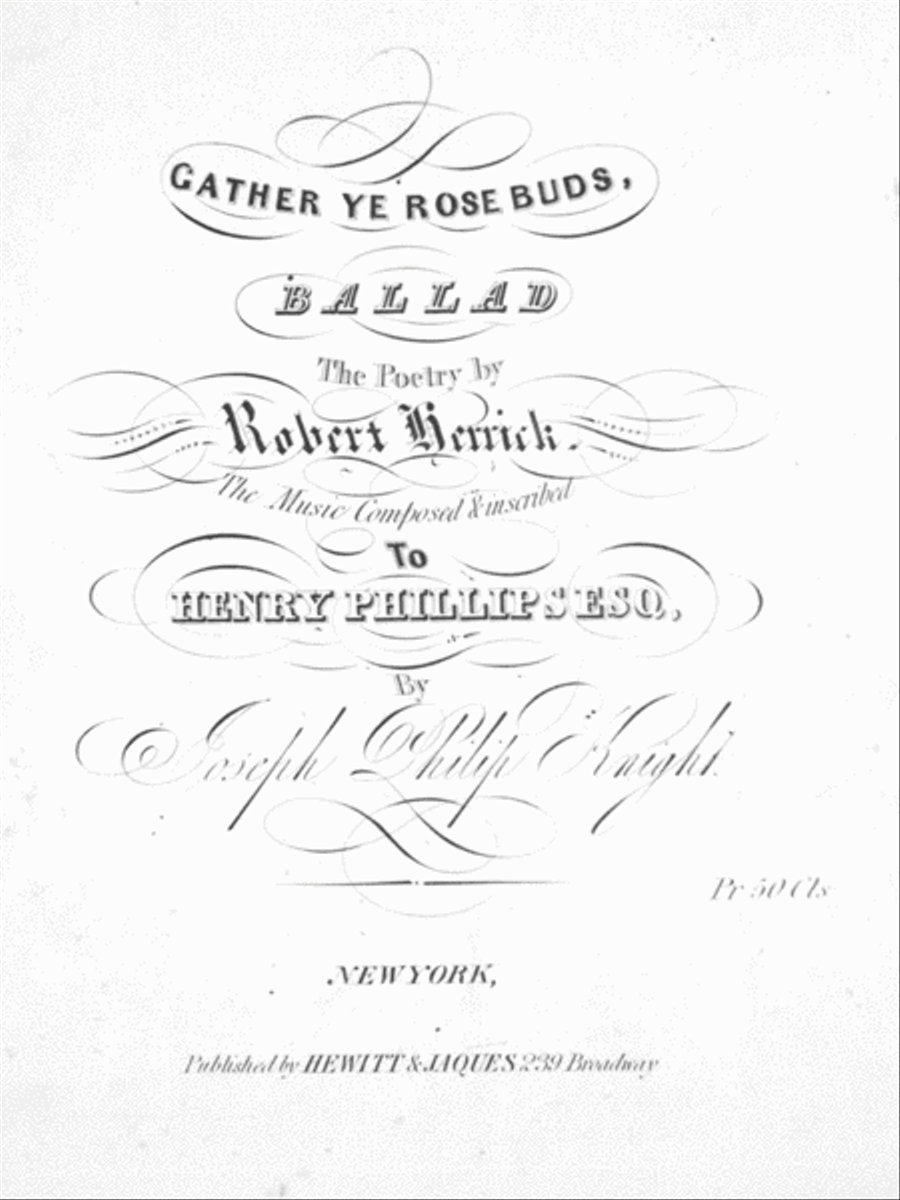 GATHER YE ROSE BUDS,
BALLAD
The Poetry by
Robert Herrick.
The Music Composed & inscribed
To
HENRY PHILLIPS ESQ,
By
Joseph Philip Knight.
Pr 50 Cts
NEW YORK,
Published by HEWITT & JAQUES 239 Broadway